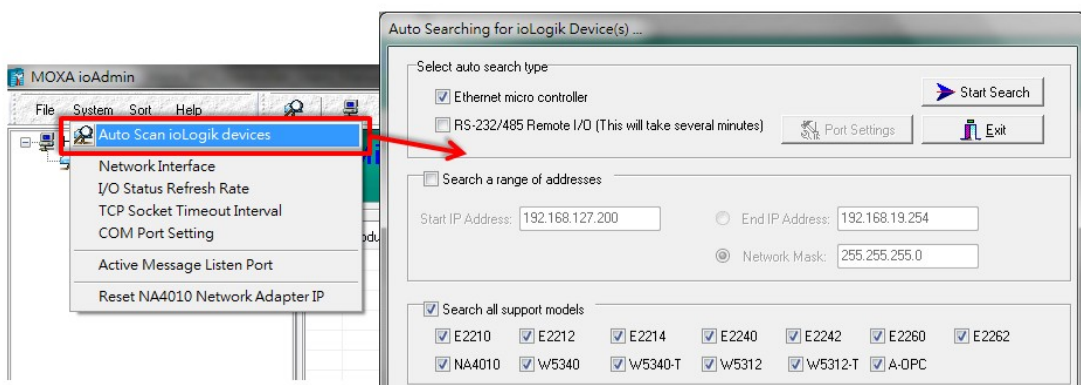 MOXA ioAdmin
File System Sort Help
Auto Scan ioLogik devices
Network Interface
I/O Status Refresh Rate
TCP Socket Timeout Interval
COM Port Setting
Active Message Listen Port
Reset NA4010 Network Adapter IP
Auto Searching for ioLogik Device(s) ...
Select auto search type
Ethernet micro controller
Start Search
RS-232/485 Remote I/O (This will take several minutes)
Port Settings
Exit
Search a range of addresses
Start IP Address: 192.168.127.200
End IP Address: 192.168.19.254
Network Mask: 255.255.255.0
Search all support models
E2210 E2212 E2214 E2240 E2242 E2260 E2262
NA4010 W5340 W5340-T W5312 W5312-T A-OPC